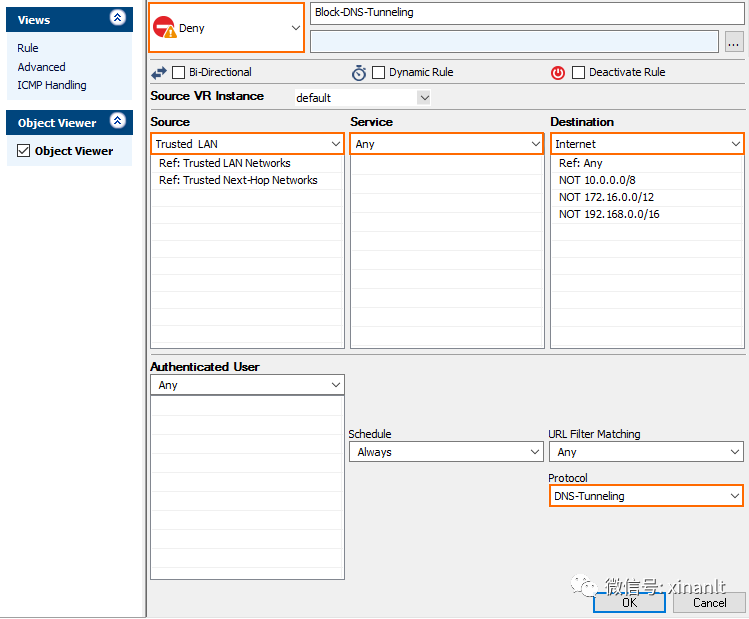 Views
Rule
Advanced
ICMP Handling
Object Viewer
Object Viewer
Deny
Block-DNS-Tunneling
...
Bi-Directional
Dynamic Rule
Deactivate Rule
Source VR Instance
default
Source
Trusted LAN
Ref: Trusted LAN Networks
Ref: Trusted Next-Hop Networks
Service
Any
Destination
Internet
Ref: Any
NOT 10.0.0.0/8
NOT 172.16.0.0/12
NOT 192.168.0.0/16
Authenticated User
Any
Schedule
Always
URL Filter Matching
Any
Protocol
DNS-Tunneling
微信号: xinanlt
OK
Cancel